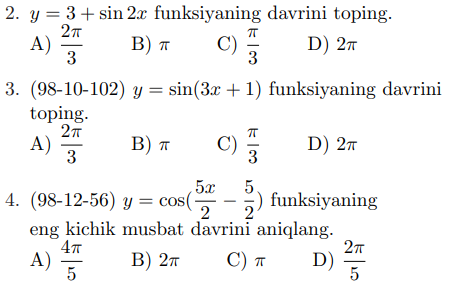 2. y = 3 + sin 2x funksiyaning davrini toping.
A) 2π/3 B) π C) π/3 D) 2π
3. (98-10-102) y = sin(3x + 1) funksiyaning davrini
toping.
A) 2π/3 B) π C) π/3 D) 2π
4. (98-12-56) y = cos(5x/2 − 5/2) funksiyaning
eng kichik musbat davrini aniqlang.
A) 4π/5 B) 2π C) π D) 2π/5